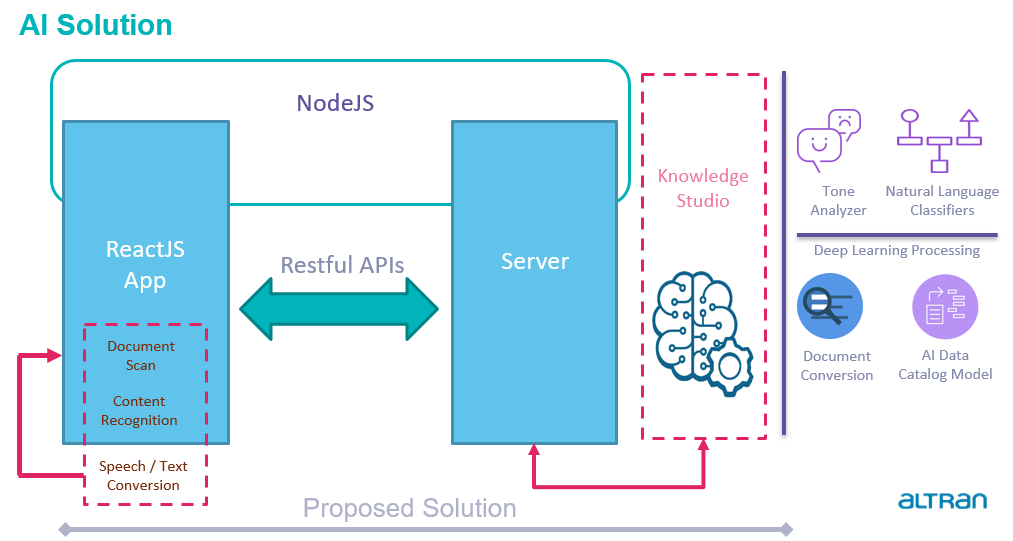 AI Solution
NodeJS
ReactJS
App
Restful APIs
Server
Document
Scan
Content
Recognition
Speech / Text
Conversion
Knowledge
Studio
Tone
Analyzer
Natural Language
Classifiers
Deep Learning Processing
Document
Conversion
AI Data
Catalog Model
Proposed Solution
ALTRAN